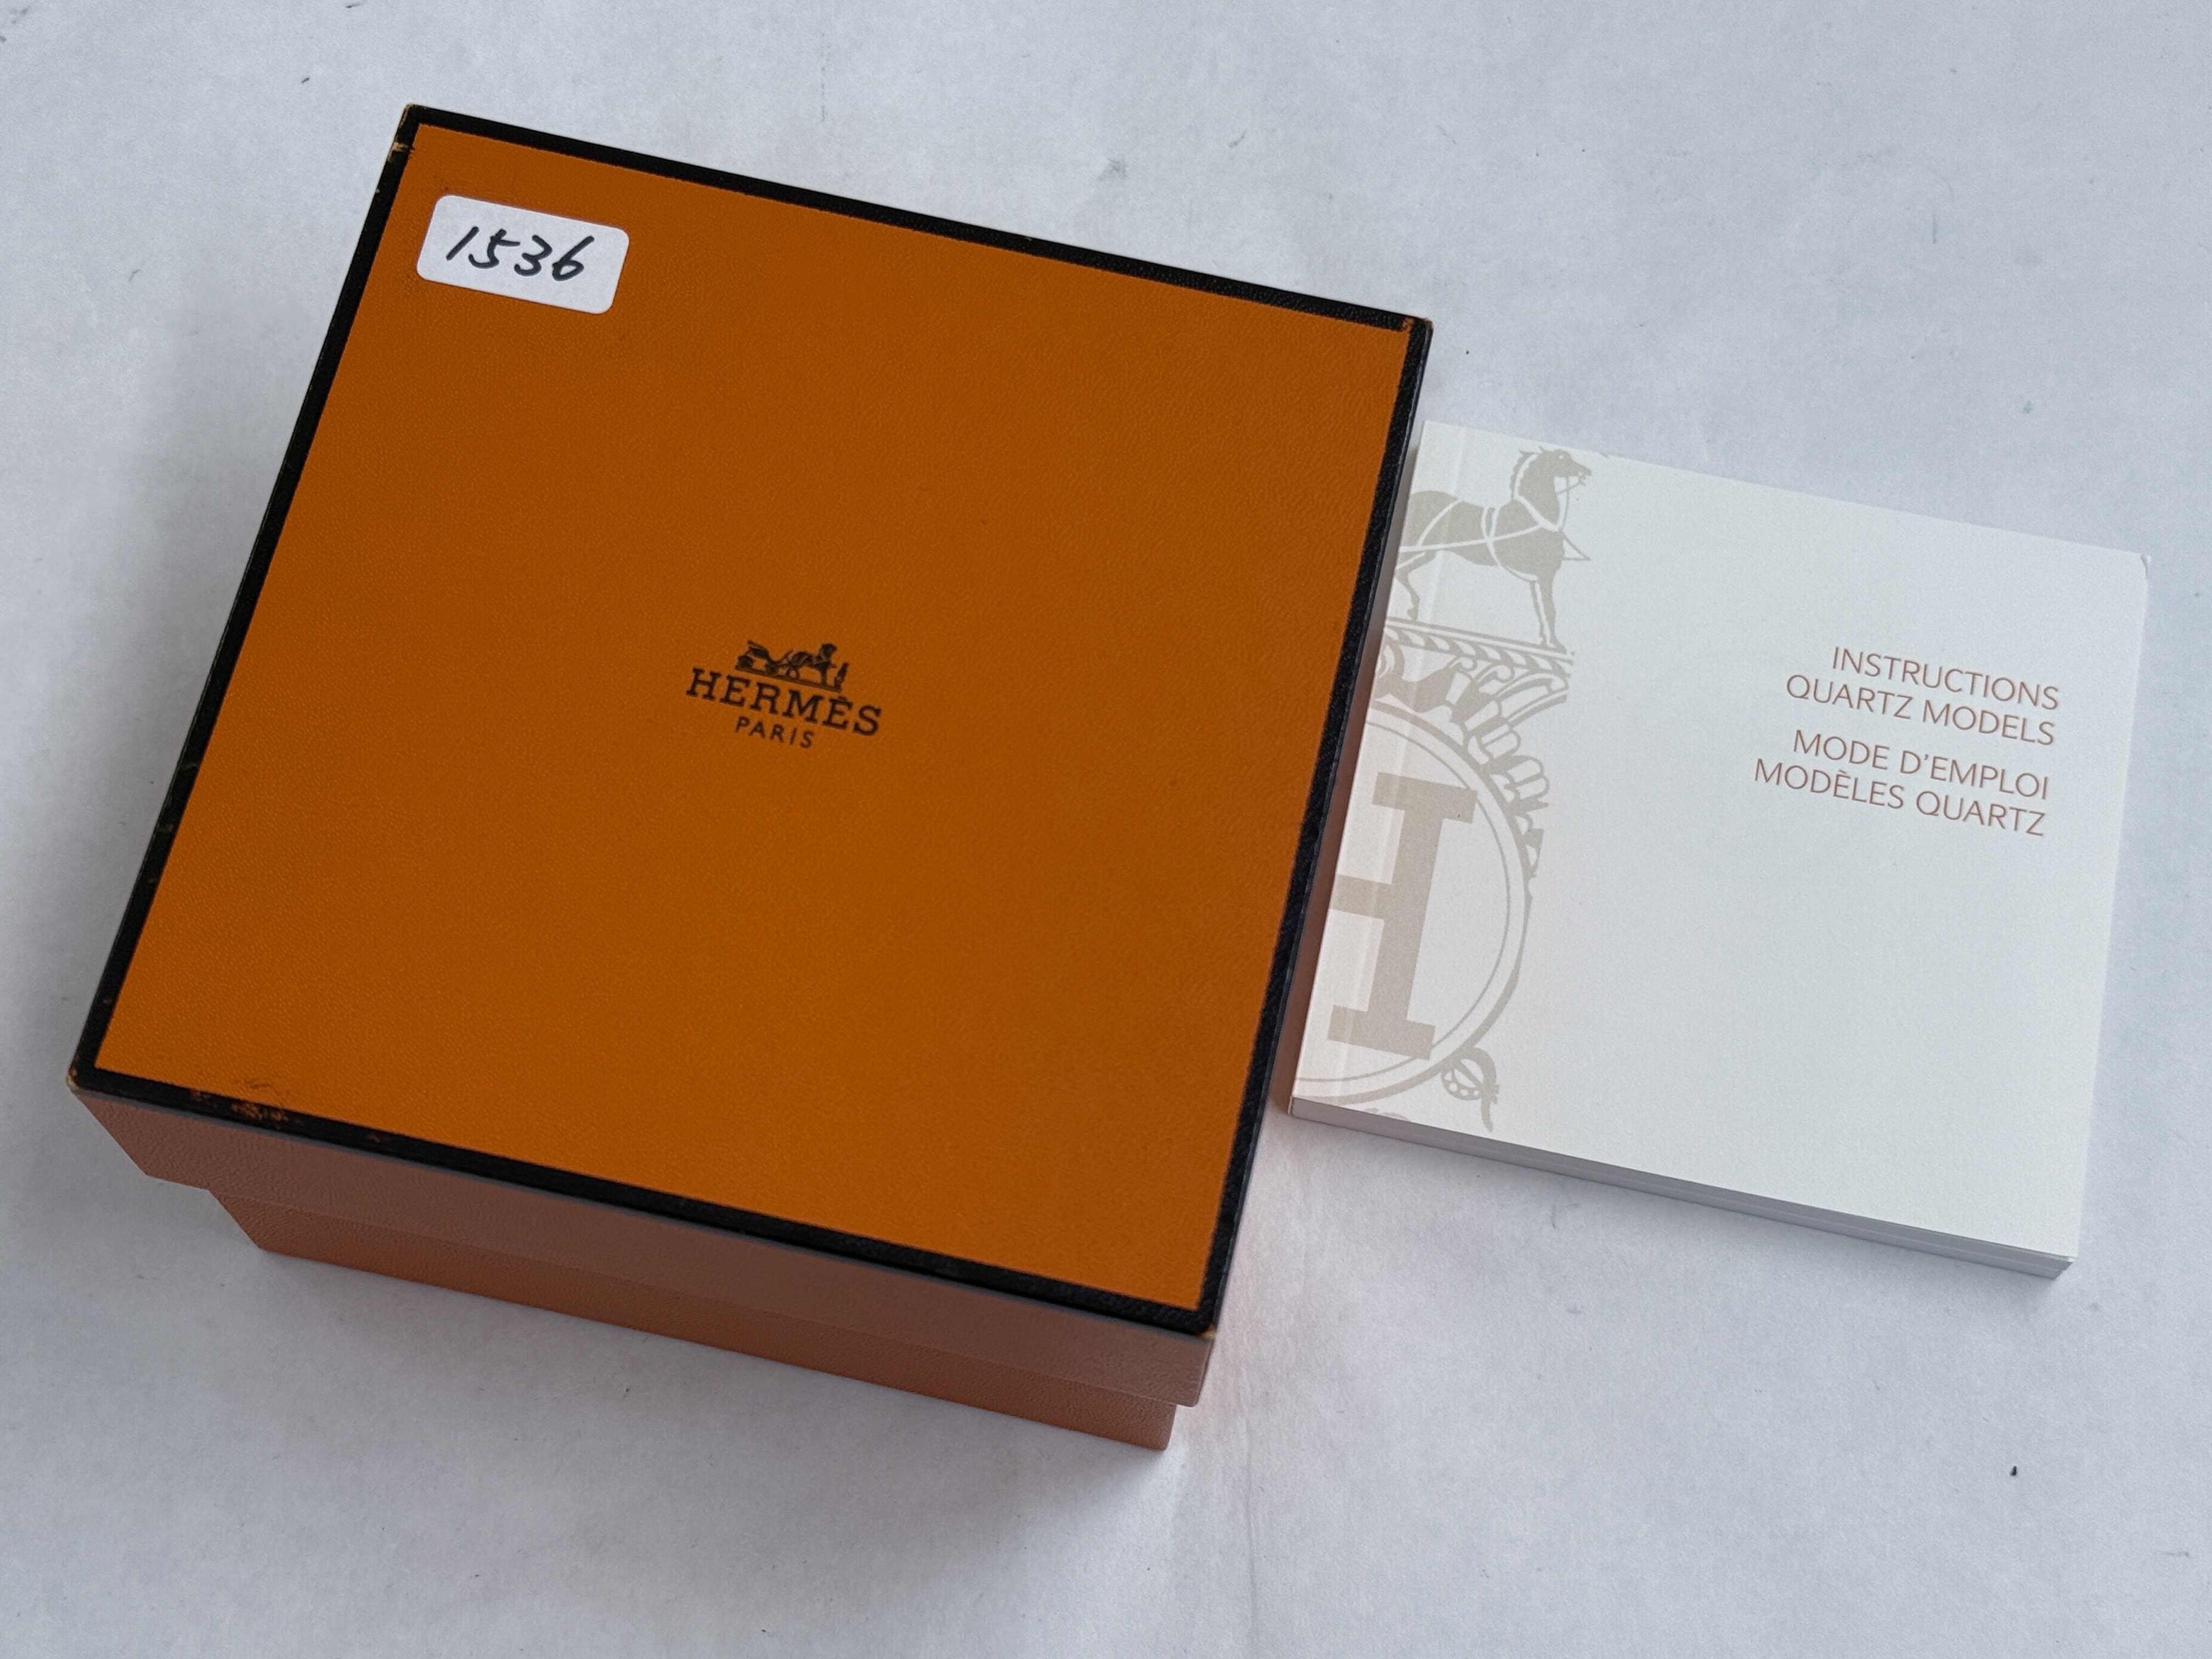 1536
HERMÈS
PARIS
INSTRUCTIONS
QUARTZ MODELS
MODE D'EMPLOI
MODÈLES QUARTZ
H